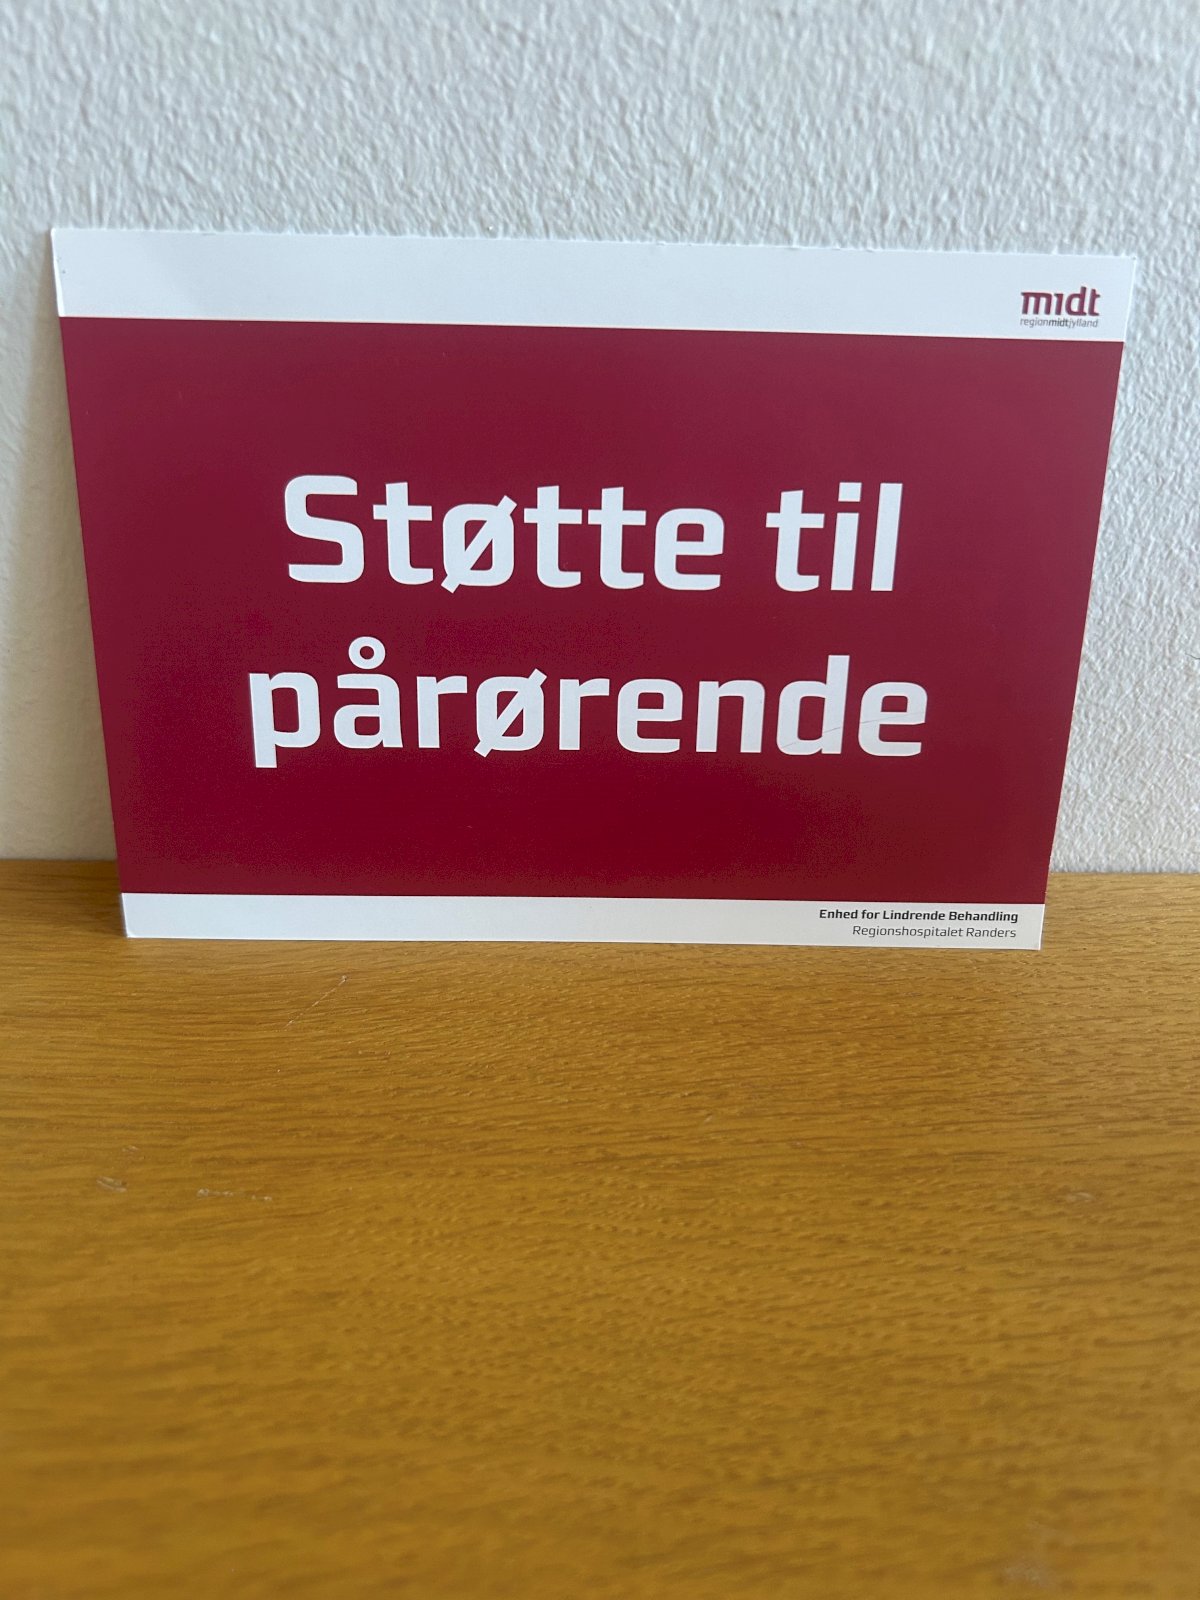 midt
regionmidtjylland
Støtte til
pårørende
Enhed for Lindrende Behandling
Regionshospitalet Randers